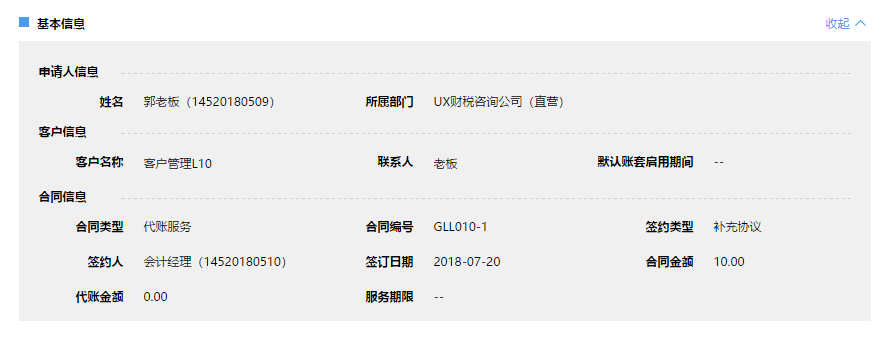 基本信息 收起
申请人信息
姓名 郭老板（14520180509） 所属部门 UX财税咨询公司（直营）
客户信息
客户名称 客户管理L10 联系人 老板 默认账套启用期间 --
合同信息
合同类型 代账服务 合同编号 GLL010-1 签约类型 补充协议
签约人 会计经理（14520180510） 签订日期 2018-07-20 合同金额 10.00
代账金额 0.00 服务期限 --